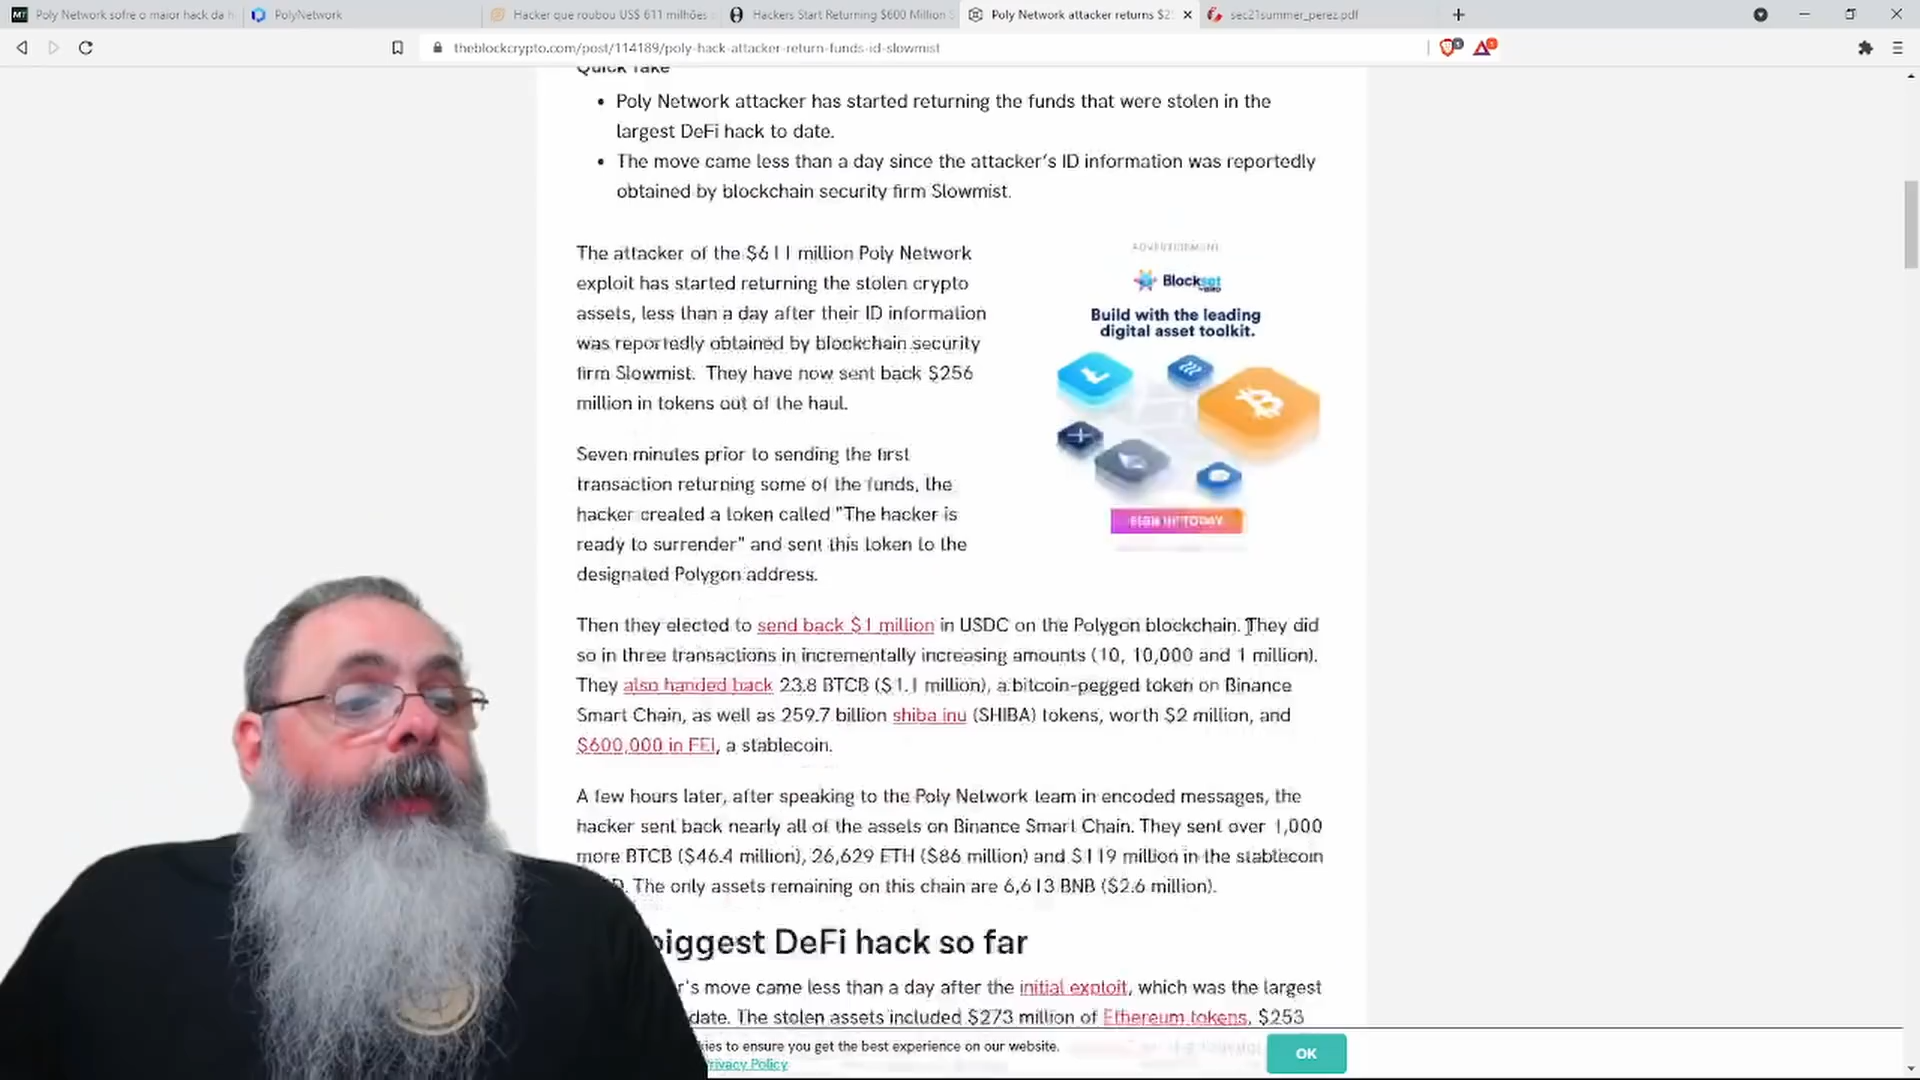 Poly Network sofre o maior hack da h
PolyNetwork
Hacker que roubou US$ 611 milhões
Hackers Start Returning $600 Million S
Poly Network attacker returns $2
sec21summer_perez.pdf
theblockcrypto.com/post/114189/poly-hack-attacker-return-funds-id-slowmist
Quick Take
• Poly Network attacker has started returning the funds that were stolen in the
largest DeFi hack to date.
• The move came less than a day since the attacker's ID information was reportedly
obtained by blockchain security firm Slowmist.
The attacker of the $611 million Poly Network
exploit has started returning the stolen crypto
assets, less than a day after their ID information
was reportedly obtained by blockchain security
firm Slowmist. They have now sent back $256
million in tokens out of the haul.
ADVERTISEMENT
Blockset
Build with the leading
digital asset toolkit.
SIGN UP TODAY
Seven minutes prior to sending the first
transaction returning some of the funds, the
hacker created a token called "The hacker is
ready to surrender" and sent this token to the
designated Polygon address.
Then they elected to send back $1 million in USDC on the Polygon blockchain. They did
so in three transactions in incrementally increasing amounts (10, 10,000 and 1 million).
They also handed back 23.8 BTCB ($1.1 million), a bitcoin-pegged token on Binance
Smart Chain, as well as 259.7 billion shiba inu (SHIBA) tokens, worth $2 million, and
$600,000 in FEI, a stablecoin.
A few hours later, after speaking to the Poly Network team in encoded messages, the
hacker sent back nearly all of the assets on Binance Smart Chain. They sent over 1,000
more BTCB ($46.4 million), 26,629 ETH ($86 million) and $119 million in the stablecoin
D. The only assets remaining on this chain are 6,613 BNB ($2.6 million).
biggest DeFi hack so far
r's move came less than a day after the initial exploit, which was the largest
date. The stolen assets included $273 million of Ethereum tokens, $253
kies to ensure you get the best experience on our website.
Privacy Policy
OK